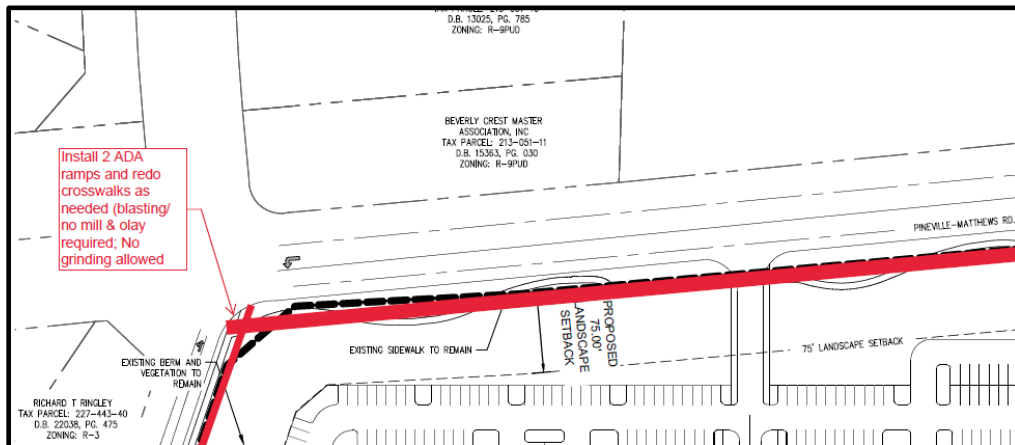 D.B. 13025, PG. 785
ZONING: R-9PUD
BEVERLY CREST MASTER
ASSOCIATION, INC
TAX PARCEL: 213-051-11
D.B. 15363, PG. 030
ZONING: R-9PUD
Install 2 ADA
ramps and redo
crosswalks as
needed (blasting/
no mill & olay
required; No
grinding allowed
PINEVILLE-MATTHEWS RD.
PROPOSED
75.00'
LANDSCAPE
SETBACK
EXISTING SIDEWALK TO REMAIN
75' LANDSCAPE SETBACK
EXISTING BERM AND
VEGETATION TO
REMAIN
RICHARD T RINGLEY
TAX PARCEL: 227-443-40
D.B. 22038, PG. 475
ZONING: R-3